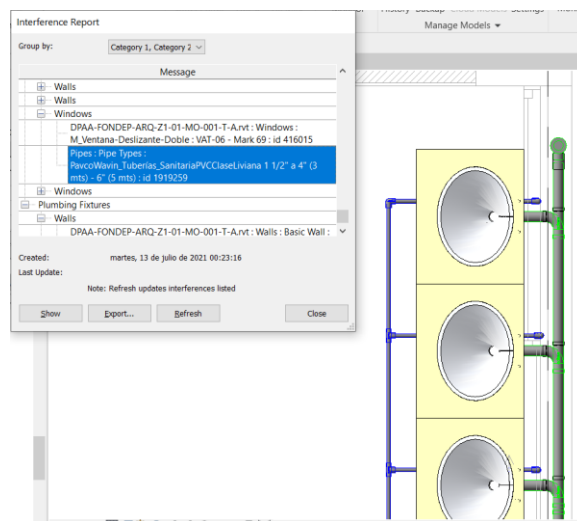 Interference Report
Manage Models
Group by:
Category 1, Category 2
Message
Walls
Walls
Windows
DPAA-FONDEP-ARQ-Z1-01-MO-001-T-A.rvt : Windows :
M_Ventana-Deslizante-Doble : VAT-06 - Mark 69 : id 416015
Pipes : Pipe Types :
PavcoWavin_Tuberías_SanitariaPVCClaseLiviana 1 1/2" a 4" (3
mts) - 6" (5 mts) : id 1919259
Windows
Plumbing Fixtures
Walls
DPAA-FONDEP-ARQ-Z1-01-MO-001-T-A.rvt : Walls : Basic Wall :
Created: martes, 13 de julio de 2021 00:23:16
Last Update:
Note: Refresh updates interferences listed
Show Export... Refresh Close